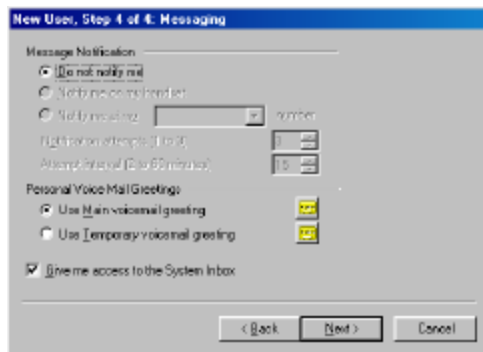 New User, Step 4 of 4: Messaging
Message Notification
Do not notify me
Notify me on my handset
Notify me at my number
Notification attempts (1 to 9) 3
Attempt interval (2 to 60 minutes) 15
Personal Voice Mail Greetings
Use Main voicemail greeting
Use Temporary voicemail greeting
Give me access to the System Inbox
< Back Next > Cancel